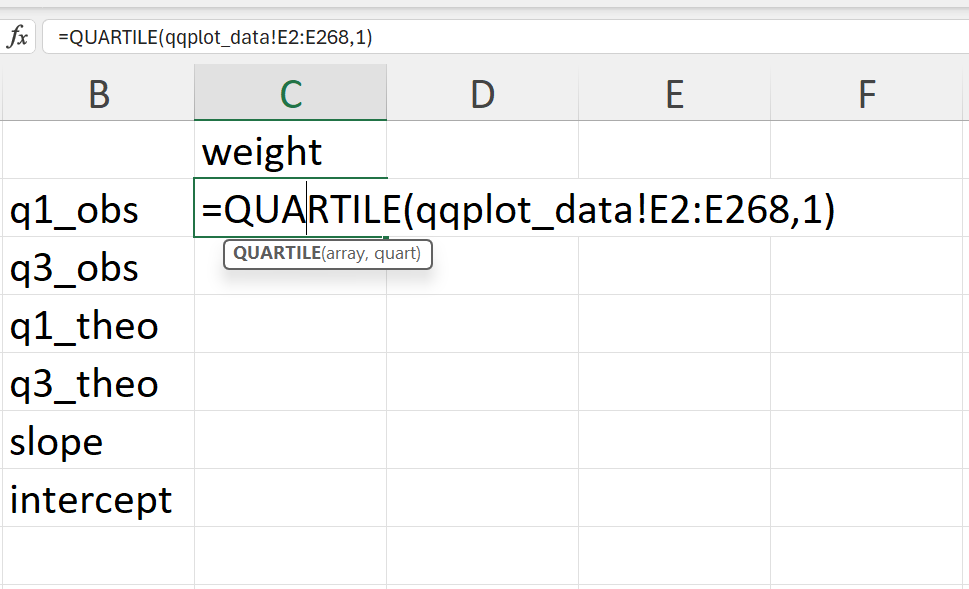 fx =QUARTILE(qqplot_data!E2:E268,1)
B C D E F
weight
q1_obs =QUARTILE(qqplot_data!E2:E268,1)
QUARTILE(array, quart)
q3_obs
q1_theo
q3_theo
slope
intercept